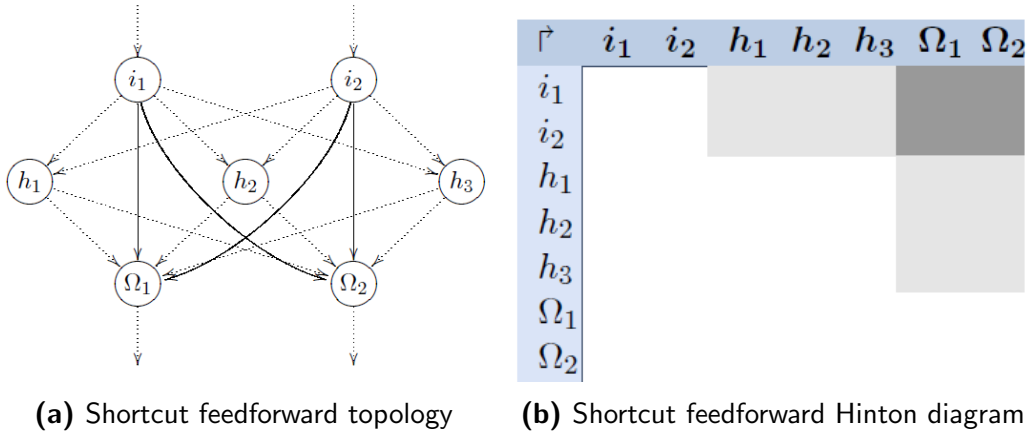 i₁ i₂
h₁ h₂ h₃
Ω₁ Ω₂
(a) Shortcut feedforward topology
↱ i₁ i₂ h₁ h₂ h₃ Ω₁ Ω₂
i₁
i₂
h₁
h₂
h₃
Ω₁
Ω₂
(b) Shortcut feedforward Hinton diagram